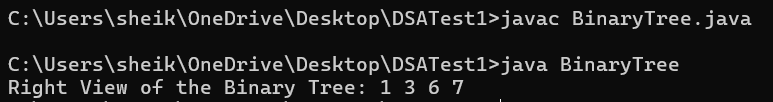 C:\Users\sheik\OneDrive\Desktop\DSATest1>javac BinaryTree.java
C:\Users\sheik\OneDrive\Desktop\DSATest1>java BinaryTree
Right View of the Binary Tree: 1 3 6 7